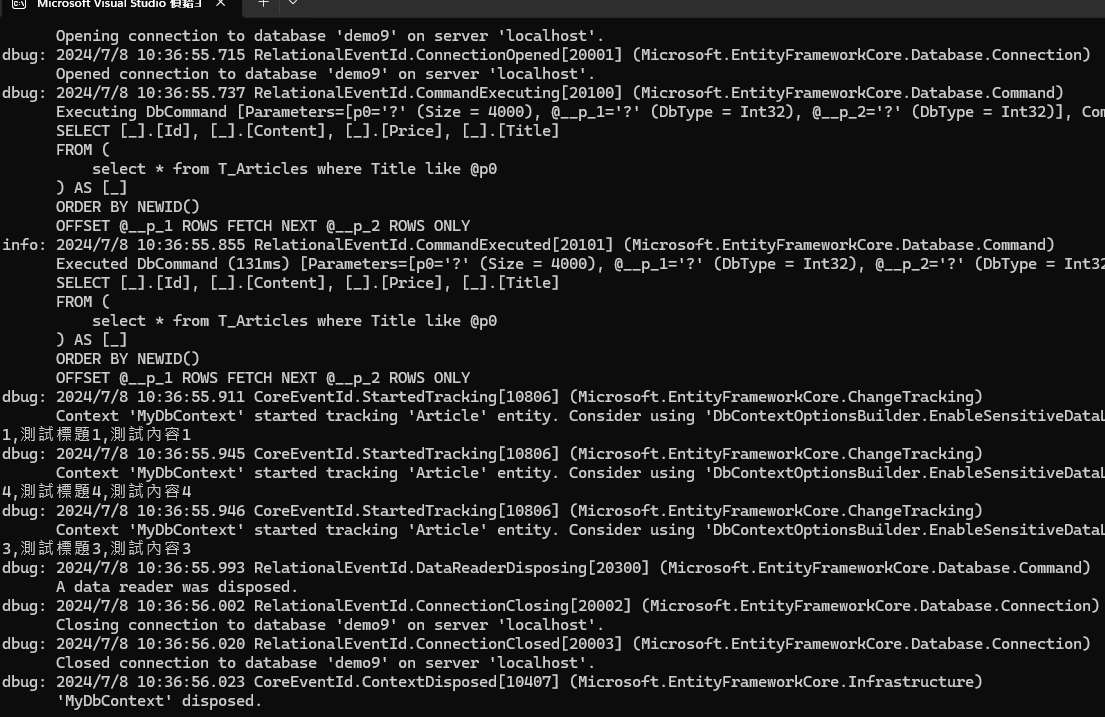 Microsoft Visual Studio 偵錯
Opening connection to database 'demo9' on server 'localhost'.
dbug: 2024/7/8 10:36:55.715 RelationalEventId.ConnectionOpened[20001] (Microsoft.EntityFrameworkCore.Database.Connection)
Opened connection to database 'demo9' on server 'localhost'.
dbug: 2024/7/8 10:36:55.737 RelationalEventId.CommandExecuting[20100] (Microsoft.EntityFrameworkCore.Database.Command)
Executing DbCommand [Parameters=[p0='?' (Size = 4000), @__p_1='?' (DbType = Int32), @__p_2='?' (DbType = Int32)], Com
SELECT [_].[Id], [_].[Content], [_].[Price], [_].[Title]
FROM (
select * from T_Articles where Title like @p0
) AS [_]
ORDER BY NEWID()
OFFSET @__p_1 ROWS FETCH NEXT @__p_2 ROWS ONLY
info: 2024/7/8 10:36:55.855 RelationalEventId.CommandExecuted[20101] (Microsoft.EntityFrameworkCore.Database.Command)
Executed DbCommand (131ms) [Parameters=[p0='?' (Size = 4000), @__p_1='?' (DbType = Int32), @__p_2='?' (DbType = Int32
SELECT [_].[Id], [_].[Content], [_].[Price], [_].[Title]
FROM (
select * from T_Articles where Title like @p0
) AS [_]
ORDER BY NEWID()
OFFSET @__p_1 ROWS FETCH NEXT @__p_2 ROWS ONLY
dbug: 2024/7/8 10:36:55.911 CoreEventId.StartedTracking[10806] (Microsoft.EntityFrameworkCore.ChangeTracking)
Context 'MyDbContext' started tracking 'Article' entity. Consider using 'DbContextOptionsBuilder.EnableSensitiveDataL
1,測試標題1,測試內容1
dbug: 2024/7/8 10:36:55.945 CoreEventId.StartedTracking[10806] (Microsoft.EntityFrameworkCore.ChangeTracking)
Context 'MyDbContext' started tracking 'Article' entity. Consider using 'DbContextOptionsBuilder.EnableSensitiveDataL
4,測試標題4,測試內容4
dbug: 2024/7/8 10:36:55.946 CoreEventId.StartedTracking[10806] (Microsoft.EntityFrameworkCore.ChangeTracking)
Context 'MyDbContext' started tracking 'Article' entity. Consider using 'DbContextOptionsBuilder.EnableSensitiveDataL
3,測試標題3,測試內容3
dbug: 2024/7/8 10:36:55.993 RelationalEventId.DataReaderDisposing[20300] (Microsoft.EntityFrameworkCore.Database.Command)
A data reader was disposed.
dbug: 2024/7/8 10:36:56.002 RelationalEventId.ConnectionClosing[20002] (Microsoft.EntityFrameworkCore.Database.Connection)
Closing connection to database 'demo9' on server 'localhost'.
dbug: 2024/7/8 10:36:56.020 RelationalEventId.ConnectionClosed[20003] (Microsoft.EntityFrameworkCore.Database.Connection)
Closed connection to database 'demo9' on server 'localhost'.
dbug: 2024/7/8 10:36:56.023 CoreEventId.ContextDisposed[10407] (Microsoft.EntityFrameworkCore.Infrastructure)
'MyDbContext' disposed.